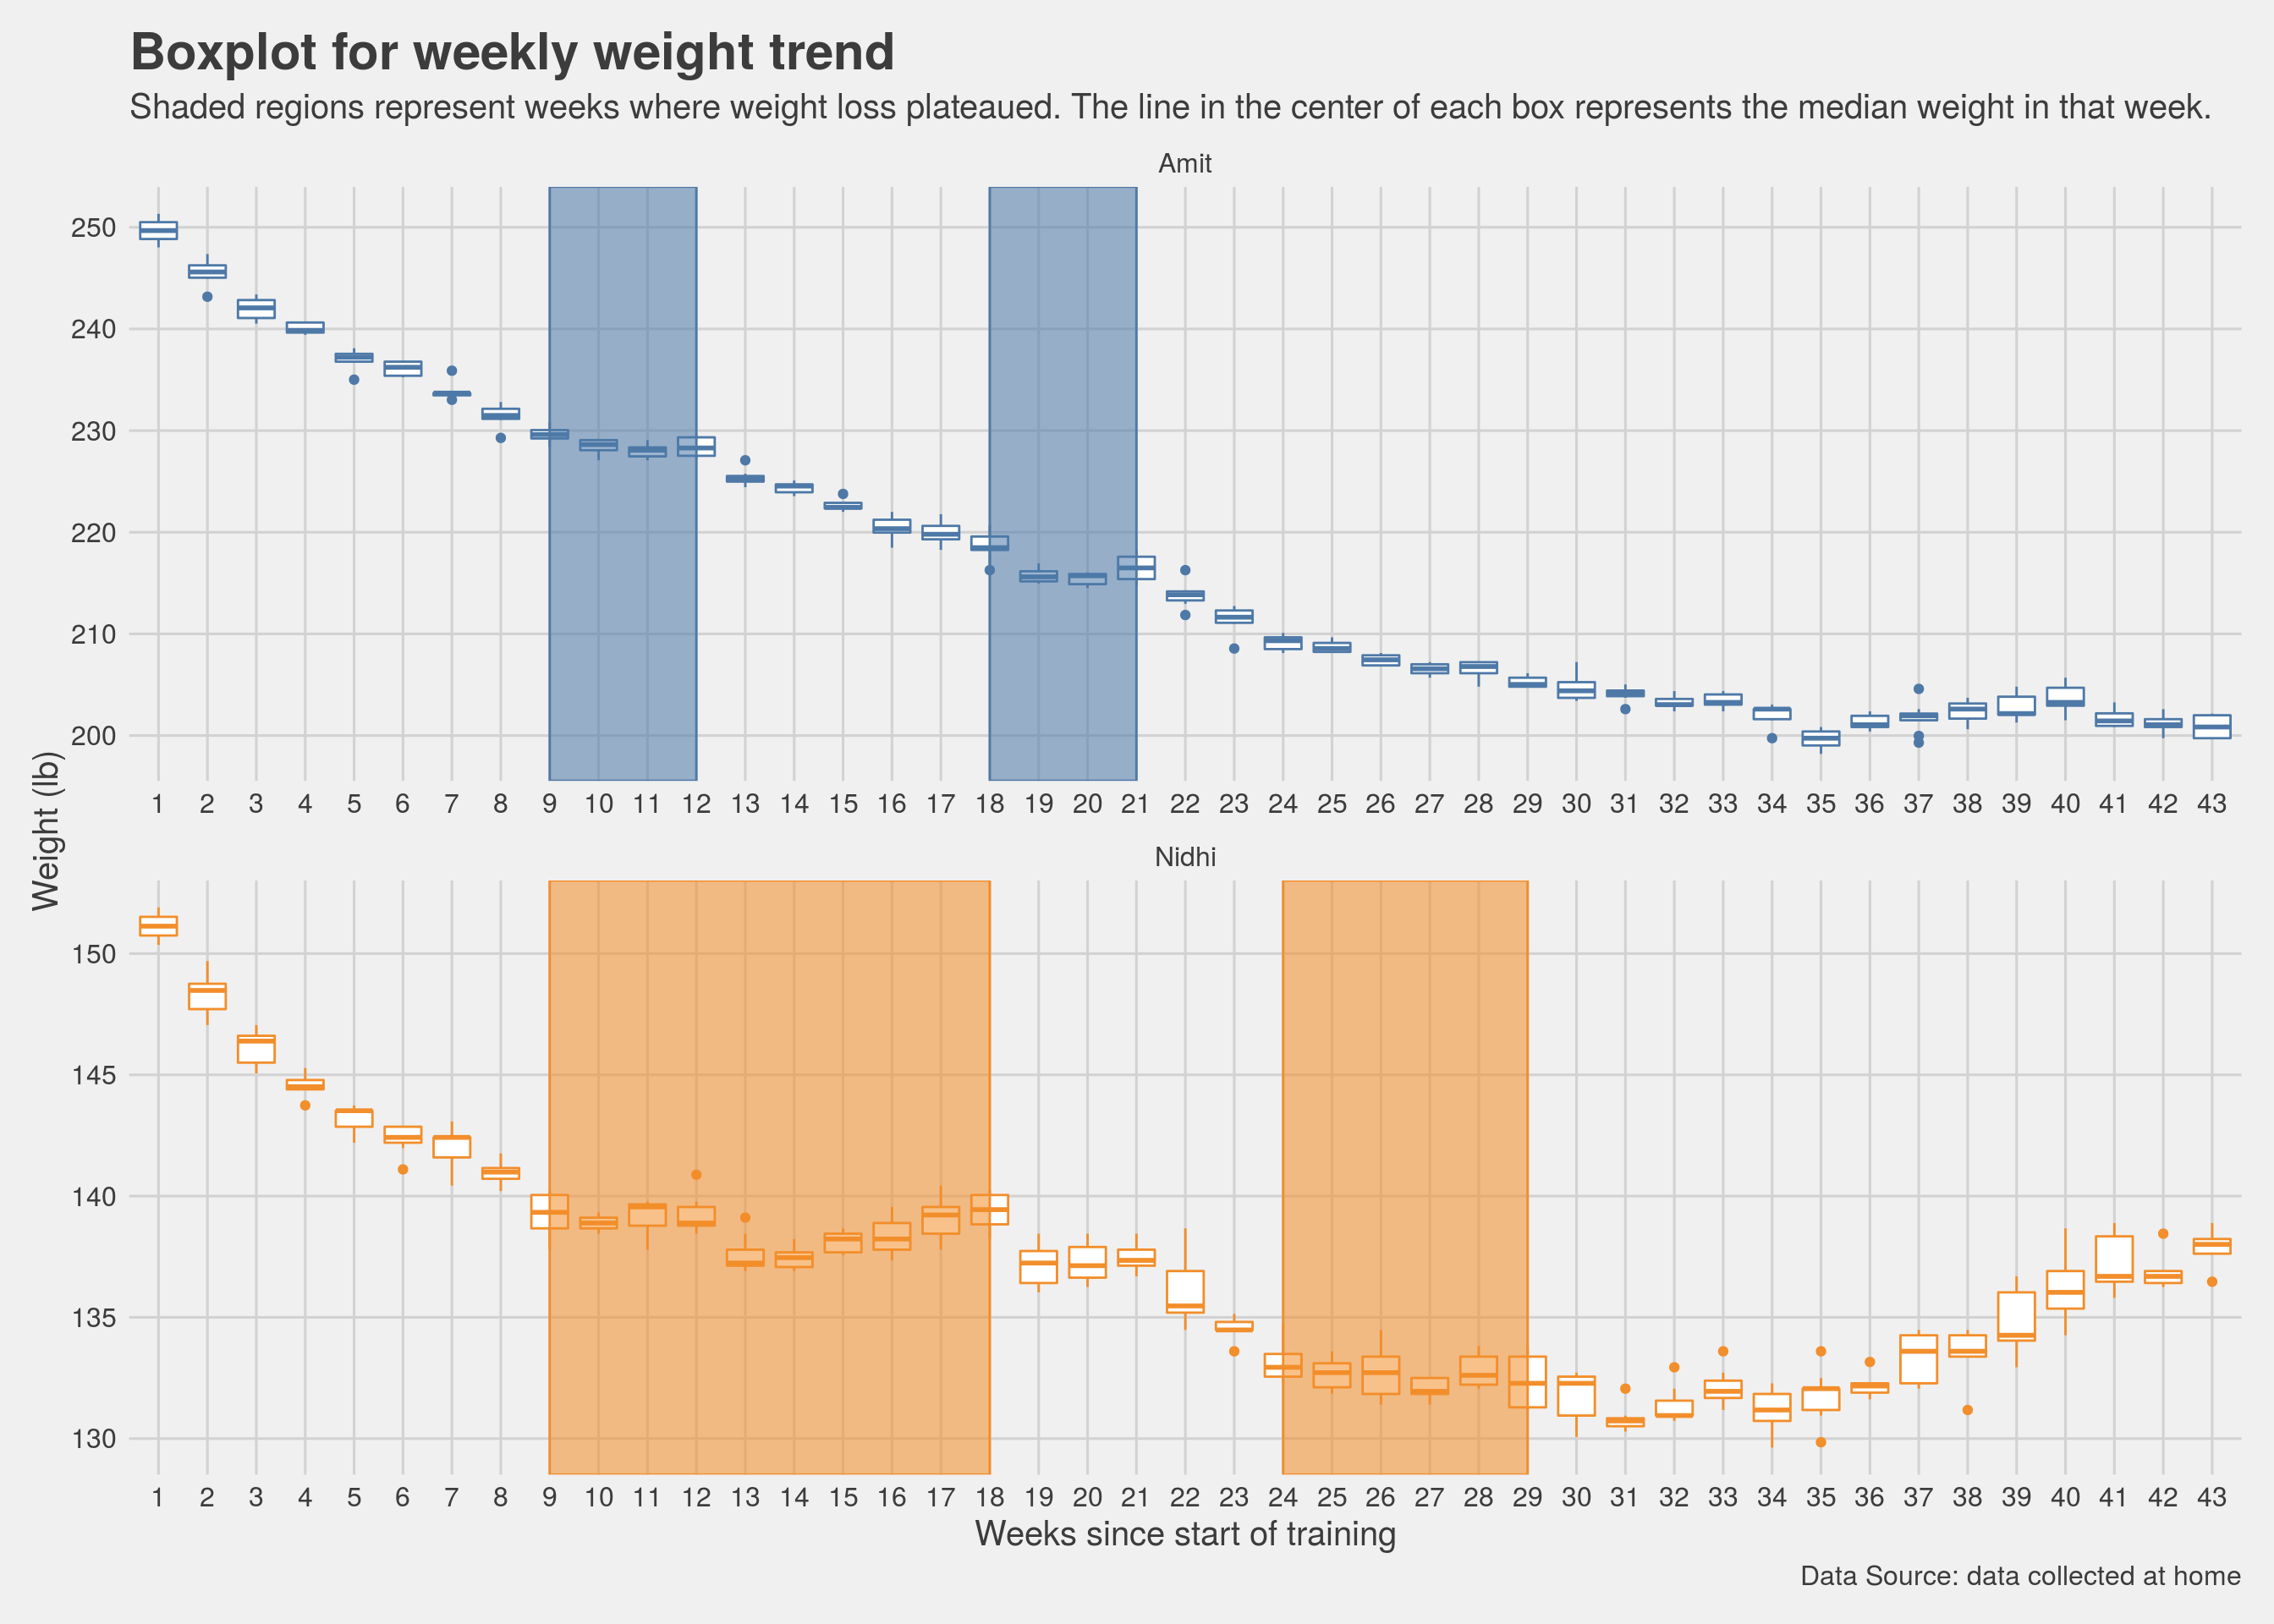 Boxplot for weekly weight trend
Shaded regions represent weeks where weight loss plateaued. The line in the center of each box represents the median weight in that week.
Amit
250
240
230
220
210
200
1 2 3 4 5 6 7 8 9 10 11 12 13 14 15 16 17 18 19 20 21 22 23 24 25 26 27 28 29 30 31 32 33 34 35 36 37 38 39 40 41 42 43
Weight (lb)
Nidhi
150
145
140
135
130
1 2 3 4 5 6 7 8 9 10 11 12 13 14 15 16 17 18 19 20 21 22 23 24 25 26 27 28 29 30 31 32 33 34 35 36 37 38 39 40 41 42 43
Weeks since start of training
Data Source: data collected at home